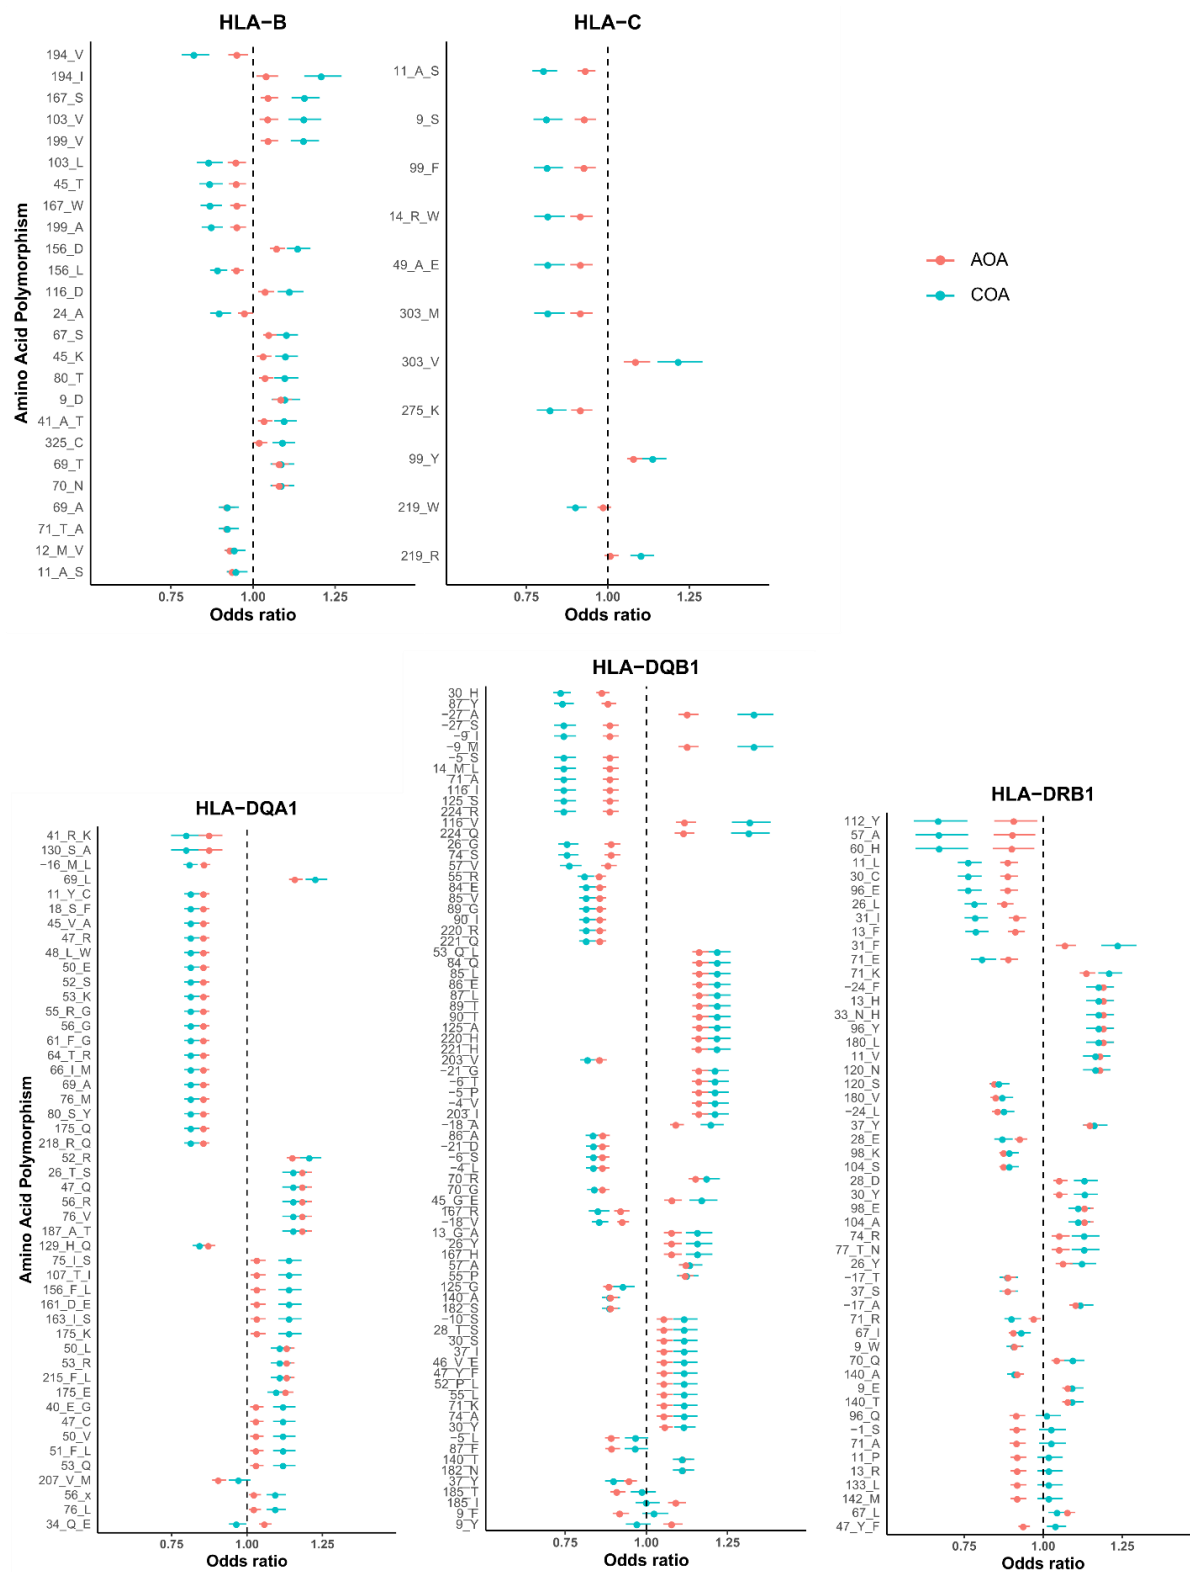 HLA−B
194_V
194_I
167_S
103_V
199_V
103_L
45_T
167_W
199_A
156_D
156_L
116_D
24_A
67_S
45_K
80_T
9_D
41_A_T
325_C
69_T
70_N
69_A
71_T_A
12_M_V
11_A_S
Amino Acid Polymorphism
0.75 1.00 1.25
Odds ratio
HLA−C
11_A_S
9_S
99_F
14_R_W
49_A_E
303_M
303_V
275_K
99_Y
219_W
219_R
0.75 1.00 1.25
Odds ratio
AOA
COA
HLA−DQA1
41_R_K
130_S_A
−16_M_L
69_L
11_Y_C
18_S_F
45_V_A
47_R
48_L_W
50_E
52_S
53_K
55_R_G
56_G
61_F_G
64_T_R
66_I_M
69_A
76_M
80_S_Y
175_Q
218_R_Q
52_R
26_T_S
47_Q
56_R
76_V
187_A_T
129_H_Q
75_I_S
107_T_I
156_F_L
161_D_E
163_I_S
175_K
50_L
53_R
215_F_L
175_E
40_E_G
47_C
50_V
51_F_L
53_Q
207_V_M
56_x
76_L
34_Q_E
Amino Acid Polymorphism
0.75 1.00 1.25
Odds ratio
HLA−DQB1
30_H
87_Y
−27_A
−27_S
−9_I
−9_M
−5_S
14_M_L
71_A
116_I
125_S
224_R
116_V
224_Q
26_G
74_S
57_V
55_R
84_E
85_V
89_G
90_I
220_R
221_Q
53_Q_L
84_Q
85_L
86_E
87_L
89_T
90_T
125_A
220_H
221_H
203_V
−21_G
−6_T
−5_P
−4_V
203_I
−18_A
86_A
−21_D
−6_S
−4_L
70_R
70_G
45_G_E
167_R
−18_V
13_G_A
26_Y
167_H
57_A
55_P
125_G
140_A
182_S
−10_S
28_T_S
30_S
37_I
46_V_E
47_Y_F
52_P_L
55_L
71_K
74_A
30_Y
−5_L
87_F
140_T
182_N
37_Y
185_T
185_I
9_F
9_Y
0.75 1.00 1.25
Odds ratio
HLA−DRB1
112_Y
57_A
60_H
11_L
30_C
96_E
26_L
31_I
13_F
31_F
71_E
71_K
−24_F
13_H
33_N_H
96_Y
180_L
11_V
120_N
120_S
180_V
−24_L
37_Y
28_E
98_K
104_S
28_D
30_Y
98_E
104_A
74_R
77_T_N
26_Y
−17_T
37_S
−17_A
71_R
67_I
9_W
70_Q
140_A
9_E
140_T
96_Q
−1_S
71_A
11_P
13_R
133_L
142_M
67_L
47_Y_F
0.75 1.00 1.25
Odds ratio